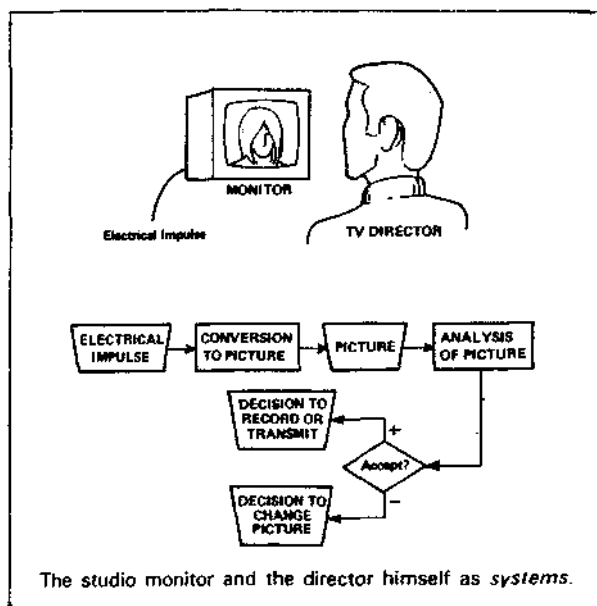 MONITOR
Electrical Impulse
TV DIRECTOR
ELECTRICAL
IMPULSE
CONVERSION
TO PICTURE
PICTURE
ANALYSIS
OF PICTURE
DECISION TO
RECORD OR
TRANSMIT
+
Accept?
−
DECISION TO
CHANGE
PICTURE
The studio monitor and the director himself as systems.